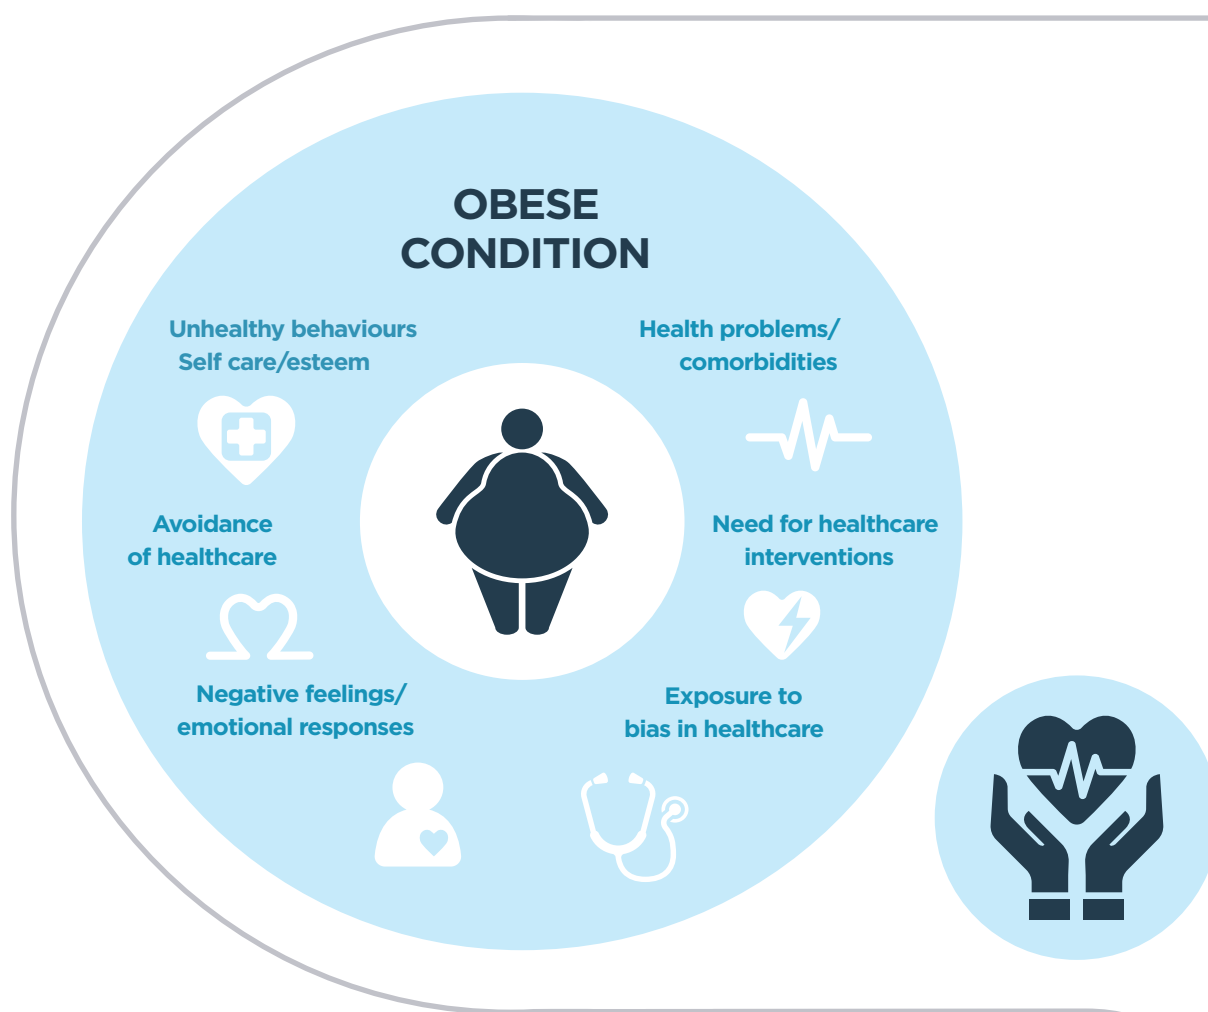 OBESE
CONDITION
Unhealthy behaviours
Self care/esteem
Health problems/
comorbidities
Avoidance
of healthcare
Need for healthcare
interventions
Negative feelings/
emotional responses
Exposure to
bias in healthcare